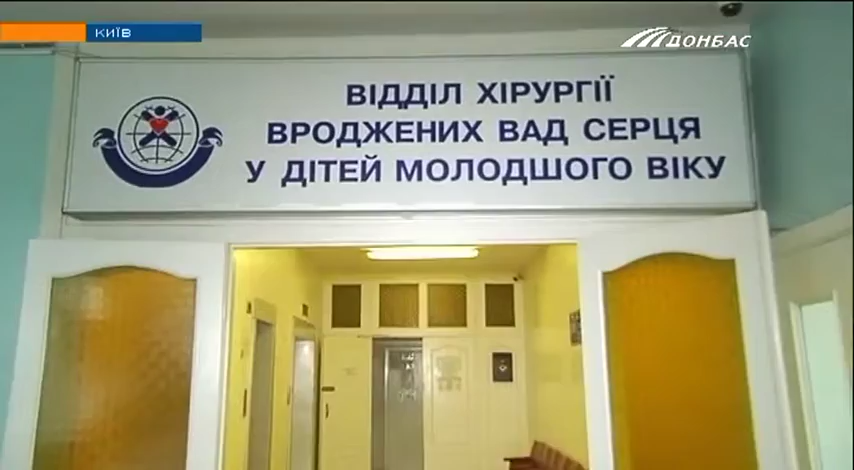 КИЇВ
ДОНБАС
ВІДДІЛ ХІРУРГІЇ
ВРОДЖЕНИХ ВАД СЕРЦЯ
У ДІТЕЙ МОЛОДШОГО ВІКУ